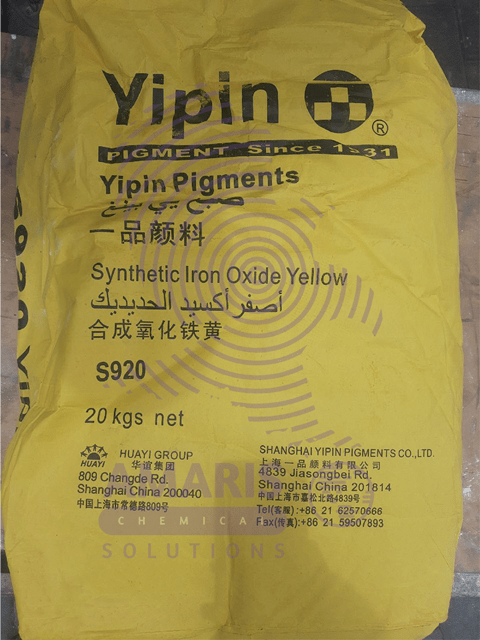 Yipin
®
PIGMENT Since 1931
Yipin Pigments
صبغ يي بينغ
一品颜料
Synthetic Iron Oxide Yellow
أصفر أكسيد الحديديك
合成氧化铁黄
S920
20 kgs net
HUAYI
HUAYI GROUP
华谊集团
809 Changde Rd.
Shanghai China 200040
中国上海市常德路809号
SHANGHAI YIPIN PIGMENTS CO.,LTD.
上海一品颜料有限公司
4839 Jiasongbei Rd.
Shanghai China 201814
中国上海市嘉松北路4839号
Tel(客服):+86 21 62570666
Fax(传真):+86 21 59507893
CHEMICA
SOLUTIONS